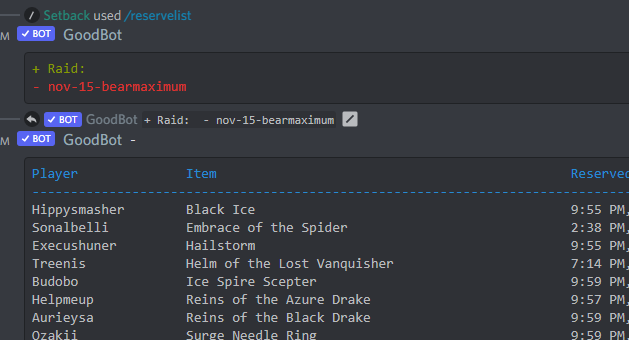 Setback used /reservelist
M ✓ BOT GoodBot
+ Raid:
- nov-15-bearmaximum
✓ BOT GoodBot + Raid: - nov-15-bearmaximum
M ✓ BOT GoodBot -
Player Item Reserved
--------------------------------------------------------------------------------
Hippysmasher Black Ice 9:55 PM,
Sonalbelli Embrace of the Spider 2:38 PM,
Execushuner Hailstorm 9:55 PM,
Treenis Helm of the Lost Vanquisher 7:14 PM,
Budobo Ice Spire Scepter 9:59 PM,
Helpmeup Reins of the Azure Drake 9:57 PM,
Aurieysa Reins of the Black Drake 9:59 PM,
Ozakii Surge Needle Ring 9:59 PM,